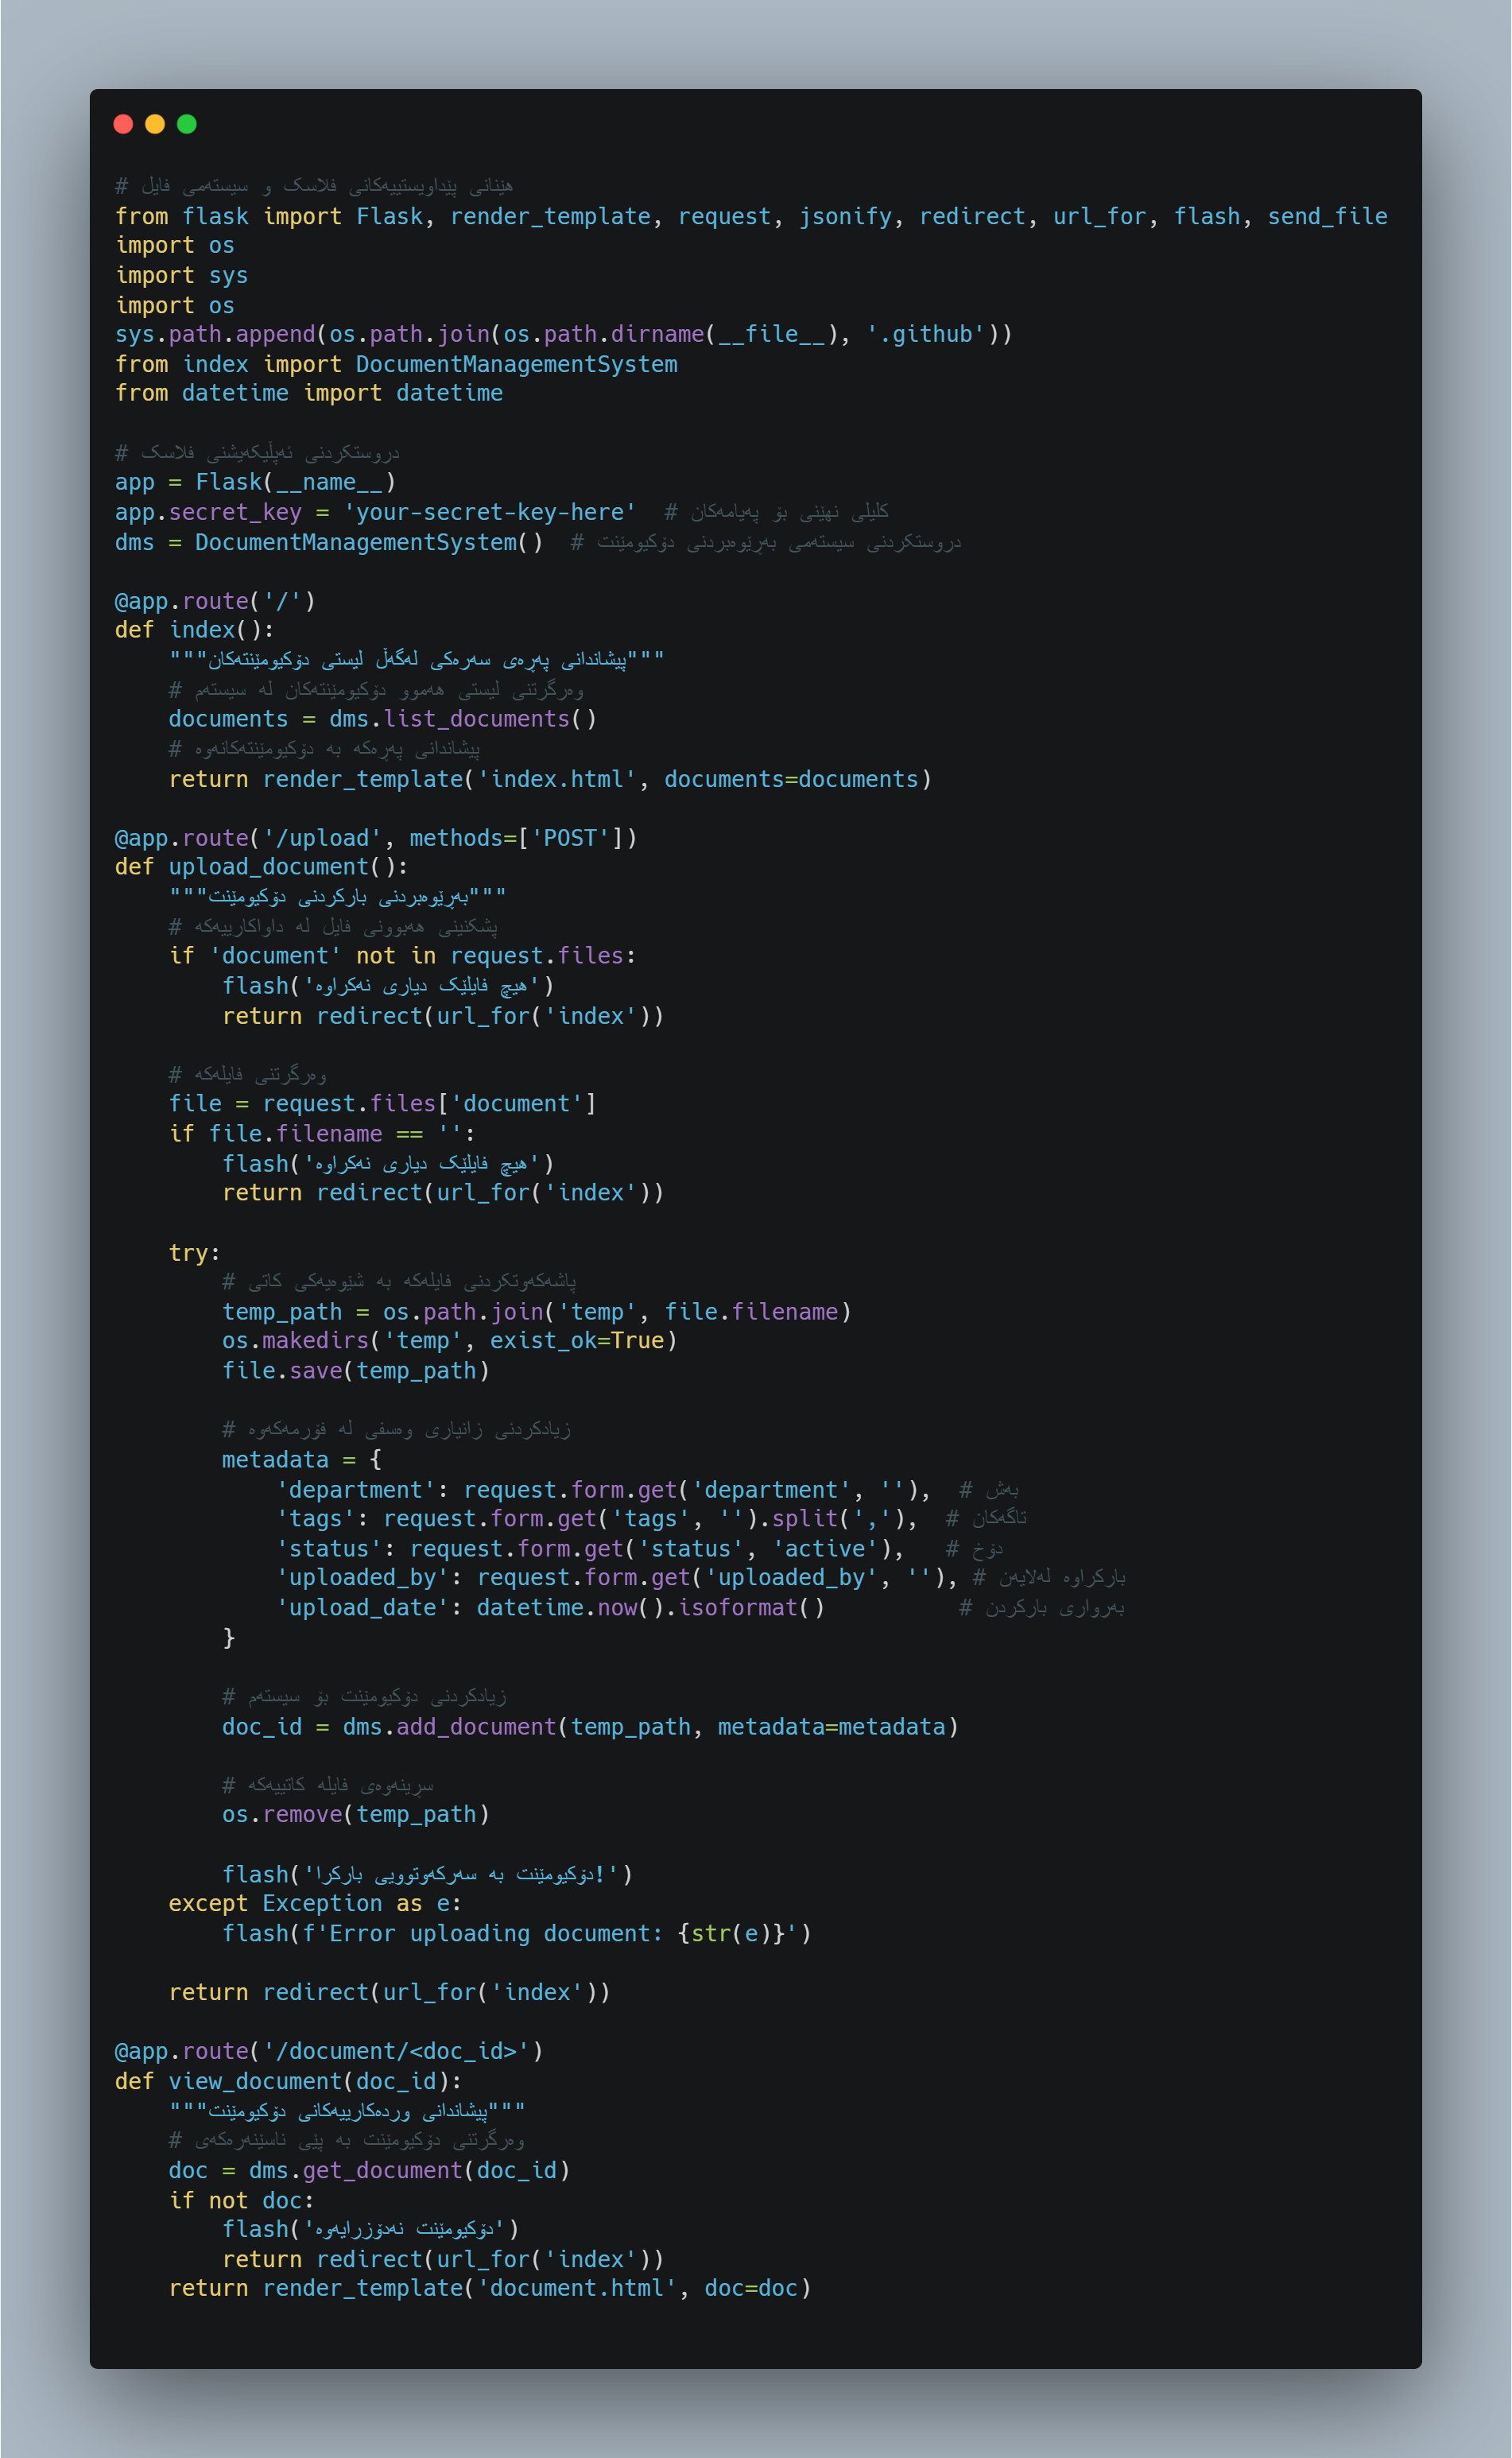 # هێنانی پێداویستییەکانی فلاسک و سیستەمی فایل
from flask import Flask, render_template, request, jsonify, redirect, url_for, flash, send_file
import os
import sys
import os
sys.path.append(os.path.join(os.path.dirname(__file__), '.github'))
from index import DocumentManagementSystem
from datetime import datetime

# دروستکردنی ئەپڵیکەیشنی فلاسک
app = Flask(__name__)
app.secret_key = 'your-secret-key-here'  # کلیلی نهێنی بۆ پەیامەکان
dms = DocumentManagementSystem()  # دروستکردنی سیستەمی بەڕێوەبردنی دۆکیومێنت

@app.route('/')
def index():
    """پیشاندانی پەڕەی سەرەکی لەگەڵ لیستی دۆکیومێنتەکان"""
    # وەرگرتنی لیستی هەموو دۆکیومێنتەکان لە سیستەم
    documents = dms.list_documents()
    # پیشاندانی پەڕەکە بە دۆکیومێنتەکانەوە
    return render_template('index.html', documents=documents)

@app.route('/upload', methods=['POST'])
def upload_document():
    """بەڕێوەبردنی بارکردنی دۆکیومێنت"""
    # پشکنینی هەبوونی فایل لە داواکارییەکە
    if 'document' not in request.files:
        flash('هیچ فایلێک دیاری نەکراوە')
        return redirect(url_for('index'))

    # وەرگرتنی فایلەکە
    file = request.files['document']
    if file.filename == '':
        flash('هیچ فایلێک دیاری نەکراوە')
        return redirect(url_for('index'))

    try:
        # پاشەکەوتکردنی فایلەکە بە شێوەیەکی کاتی
        temp_path = os.path.join('temp', file.filename)
        os.makedirs('temp', exist_ok=True)
        file.save(temp_path)

        # زیادکردنی زانیاری وەسفی لە فۆرمەکەوە
        metadata = {
            'department': request.form.get('department', ''),  # بەش
            'tags': request.form.get('tags', '').split(','),  # تاگەکان
            'status': request.form.get('status', 'active'),   # دۆخ
            'uploaded_by': request.form.get('uploaded_by', ''), # بارکراوە لەلایەن
            'upload_date': datetime.now().isoformat()          # بەرواری بارکردن
        }

        # زیادکردنی دۆکیومێنت بۆ سیستەم
        doc_id = dms.add_document(temp_path, metadata=metadata)

        # سڕینەوەی فایلە کاتییەکە
        os.remove(temp_path)

        flash('دۆکیومێنت بە سەرکەوتوویی بارکرا!')
    except Exception as e:
        flash(f'Error uploading document: {str(e)}')

    return redirect(url_for('index'))

@app.route('/document/<doc_id>')
def view_document(doc_id):
    """پیشاندانی وردەکارییەکانی دۆکیومێنت"""
    # وەرگرتنی دۆکیومێنت بە پێی ناسێنەرەکەی
    doc = dms.get_document(doc_id)
    if not doc:
        flash('دۆکیومێنت نەدۆزرایەوە')
        return redirect(url_for('index'))
    return render_template('document.html', doc=doc)